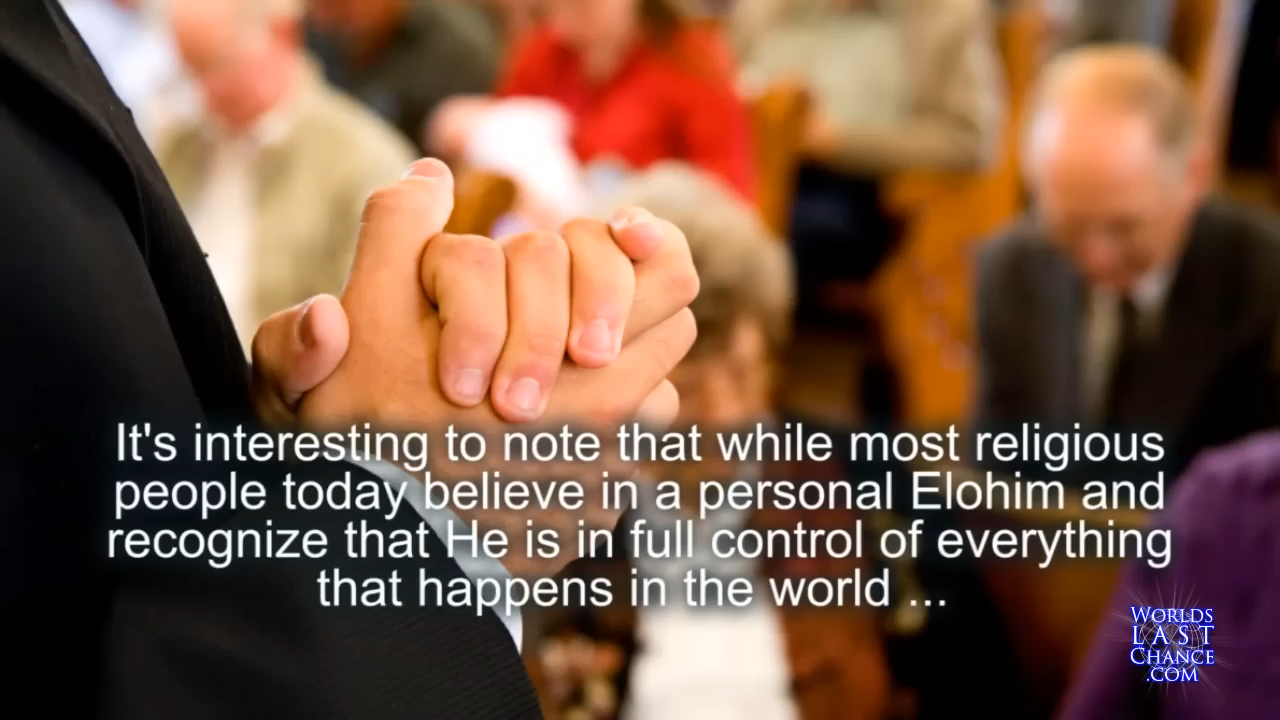 It's interesting to note that while most religious
people today believe in a personal Elohim and
recognize that He is in full control of everything
that happens in the world ...
WORLDS
LAST
CHANCE
.COM